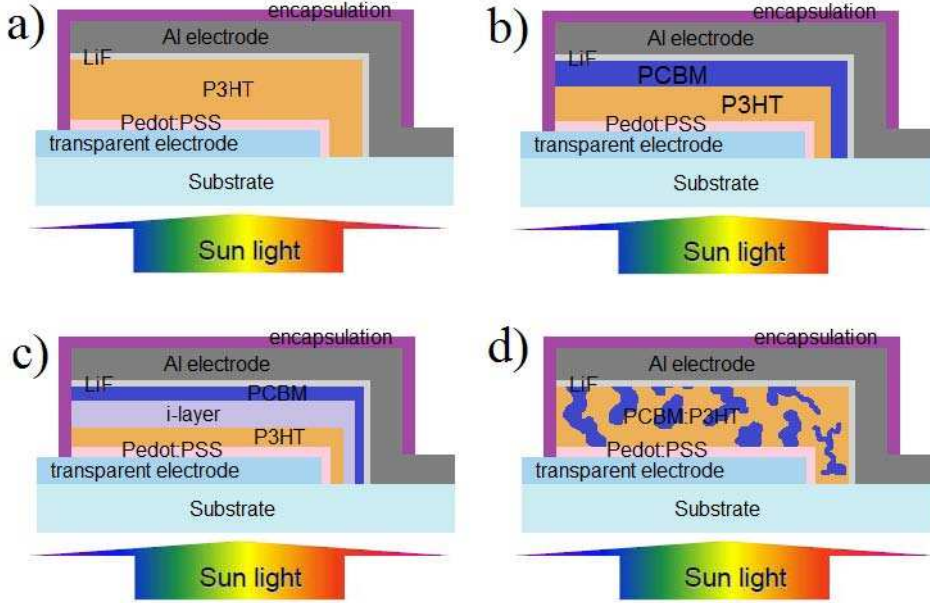 a)
encapsulation
Al electrode
LiF
P3HT
Pedot:PSS
transparent electrode
Substrate
Sun light
b)
encapsulation
Al electrode
LiF
PCBM
P3HT
Pedot:PSS
transparent electrode
Substrate
Sun light
c)
encapsulation
Al electrode
LiF
PCBM
i-layer
P3HT
Pedot:PSS
transparent electrode
Substrate
Sun light
d)
encapsulation
Al electrode
LiF
PCBM:P3HT
Pedot:PSS
transparent electrode
Substrate
Sun light